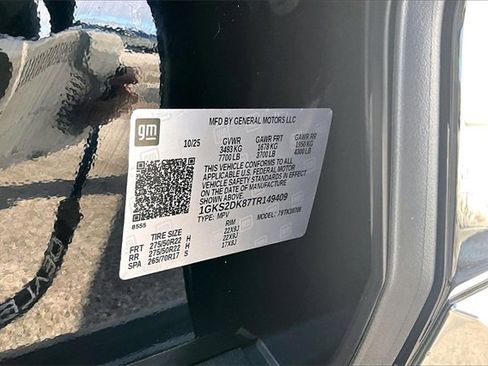 gm
MFD BY GENERAL MOTORS LLC
10/25 GVWR GAWR FRT GAWR RR
3493 KG 1678 KG 1950 KG
7700 LB 3700 LB 4300 LB
THIS VEHICLE CONFORMS TO ALL
APPLICABLE U.S. FEDERAL MOTOR
VEHICLE SAFETY STANDARDS IN EFFECT
ON THE DATE OF MANUFACTURE
1GKS2DK87TR149409
8555 TYPE: MPV MODEL:
TIRE SIZE RIM
FRT 275/50R22 H 22X9J
RR 275/50R22 H 22X9J
SPA 265/70R17 S 17X8J